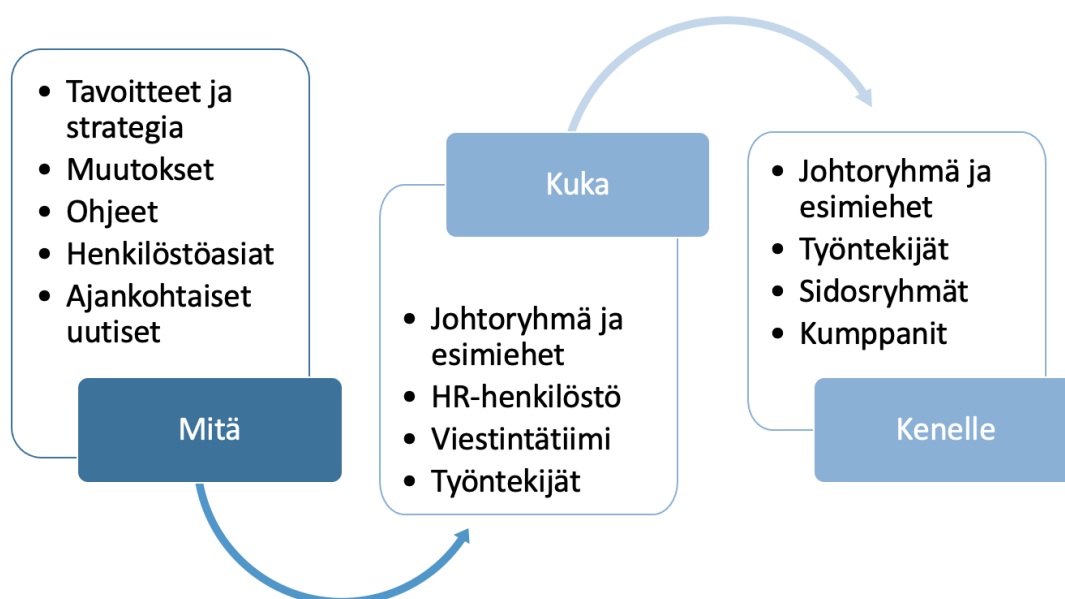 • Tavoitteet ja
strategia
• Muutokset
• Ohjeet
• Henkilöstöasiat
• Ajankohtaiset
uutiset
Mitä
Kuka
• Johtoryhmä ja
esimiehet
• HR-henkilöstö
• Viestintätiimi
• Työntekijät
• Johtoryhmä ja
esimiehet
• Työntekijät
• Sidosryhmät
• Kumppanit
Kenelle